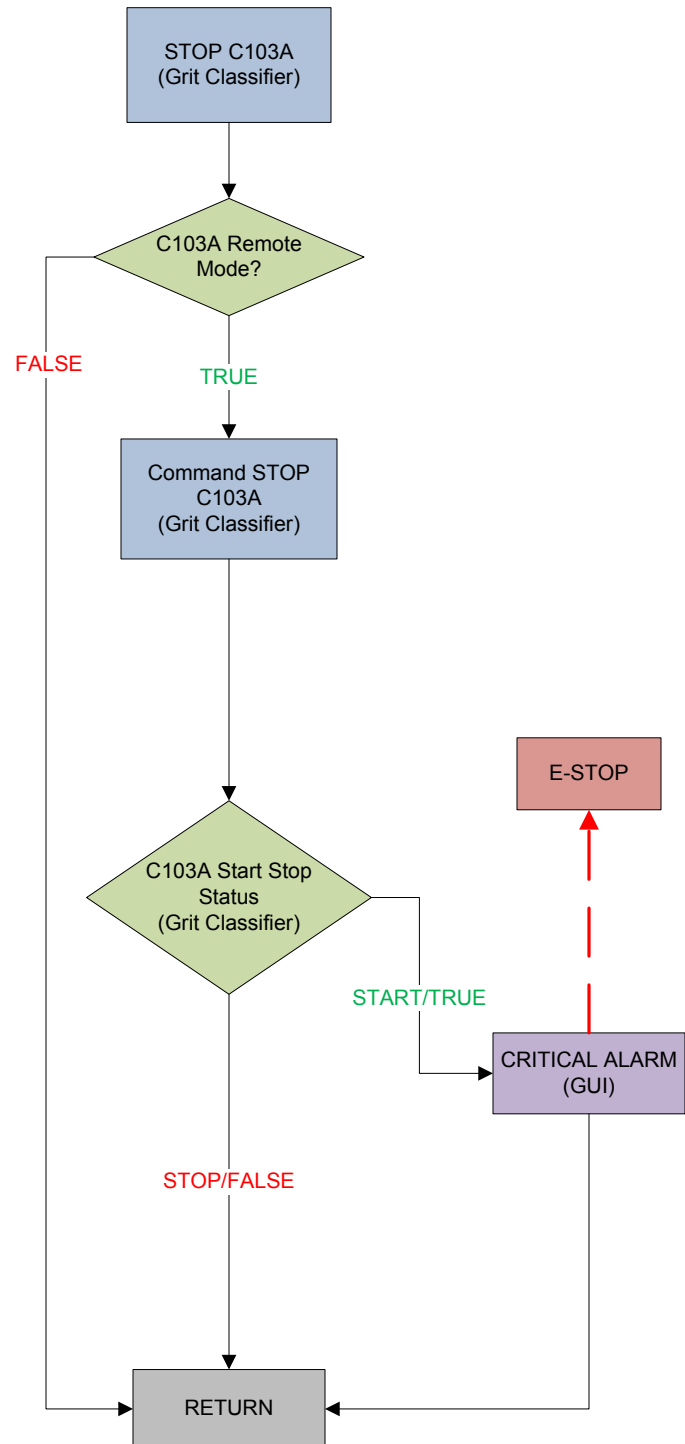 STOP C103A
(Grit Classifier)
C103A Remote
Mode?
FALSE
TRUE
Command STOP
C103A
(Grit Classifier)
E-STOP
C103A Start Stop
Status
(Grit Classifier)
START/TRUE
CRITICAL ALARM
(GUI)
STOP/FALSE
RETURN